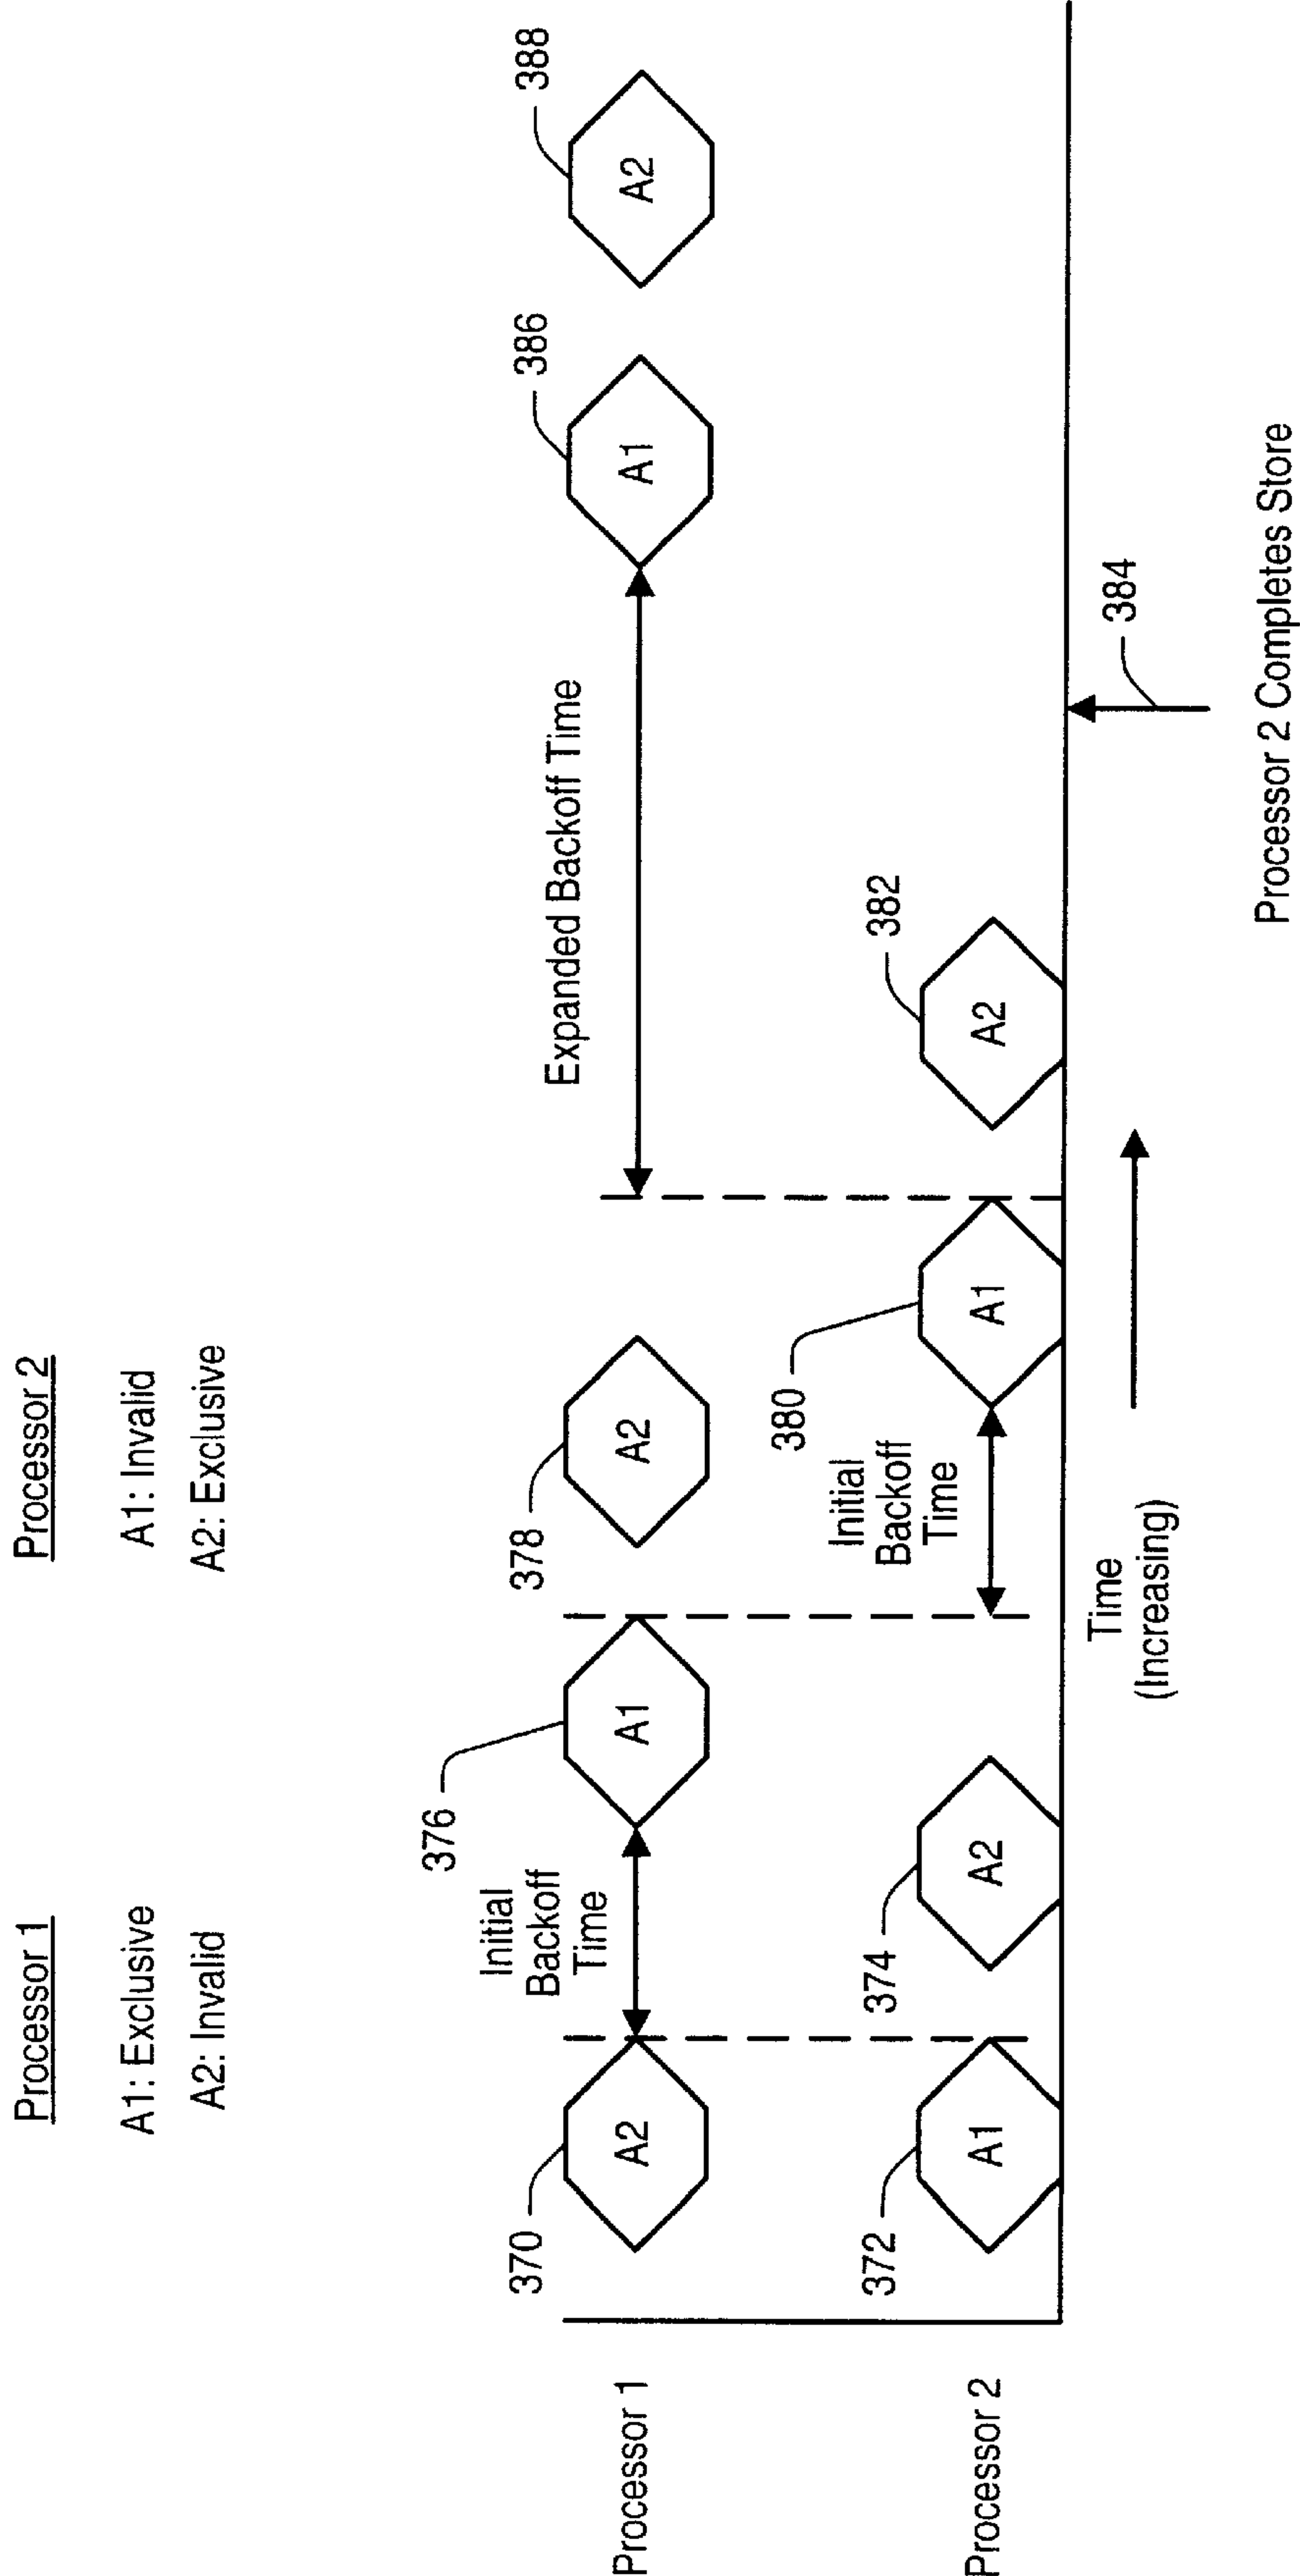 Processor 1
A1: Exclusive
A2: Invalid
Processor 2
A1: Invalid
A2: Exclusive
Processor 1
370
A2
Initial
Backoff
Time
376
A1
378
A2
Expanded Backoff Time
386
A1
388
A2
Processor 2
372
A1
374
A2
Initial
Backoff
Time
380
A1
382
A2
Time
(Increasing)
384
Processor 2 Completes Store